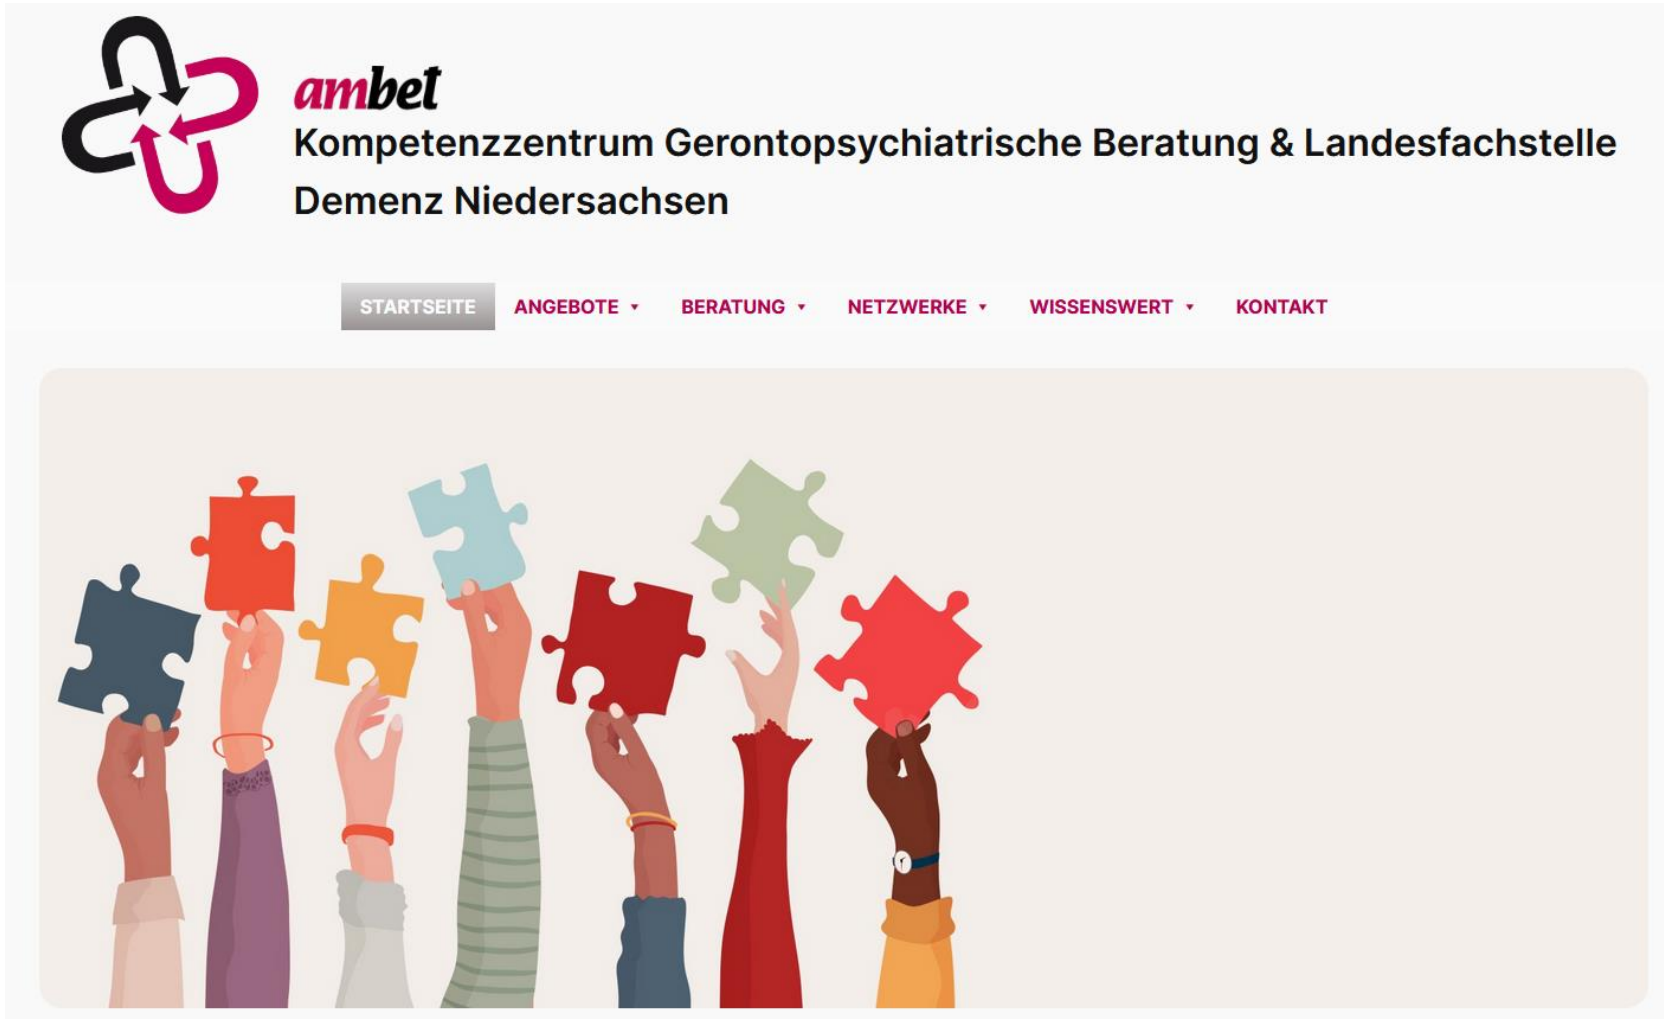 ambet
Kompetenzzentrum Gerontopsychiatrische Beratung & Landesfachstelle
Demenz Niedersachsen
STARTSEITE ANGEBOTE BERATUNG NETZWERKE WISSENSWERT KONTAKT